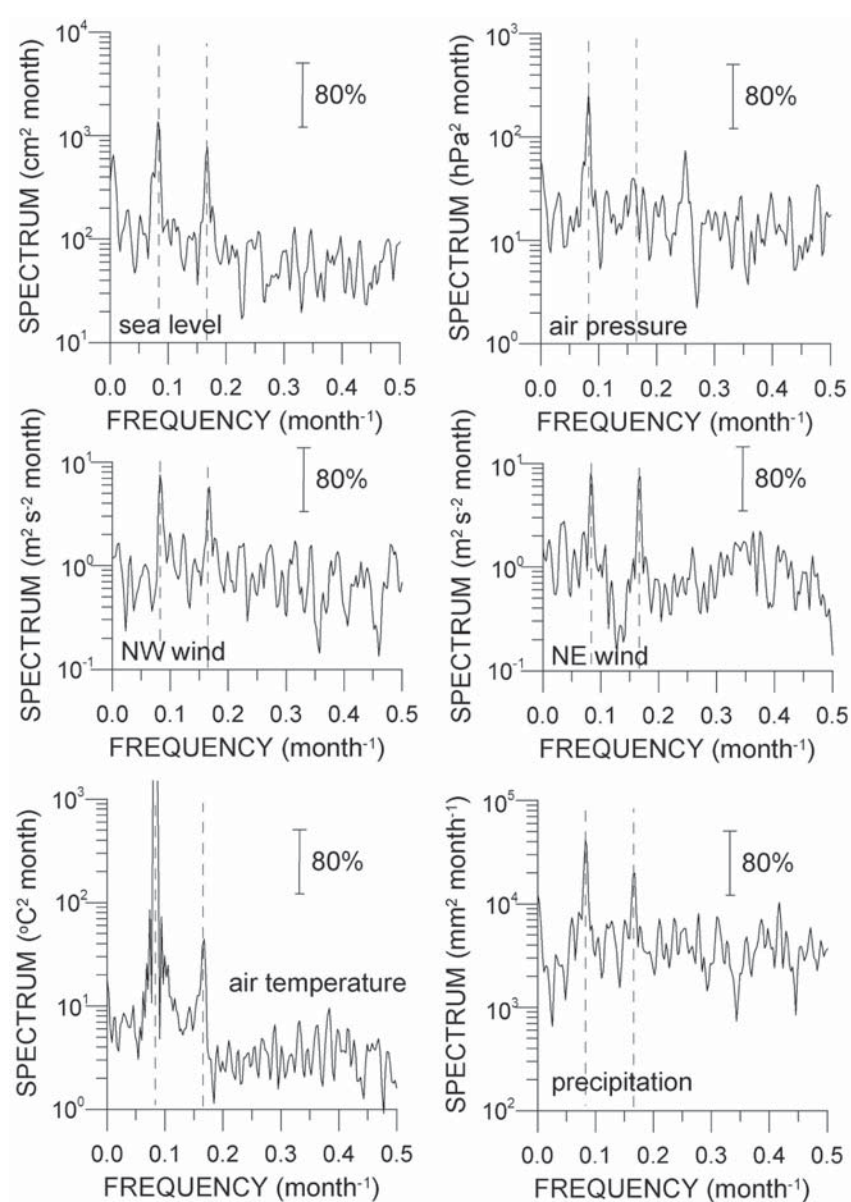 SPECTRUM (cm² month)
10⁴
10³
10²
10¹
80%
sea level
0.0 0.1 0.2 0.3 0.4 0.5
FREQUENCY (month⁻¹)
SPECTRUM (hPa² month)
10³
10²
10¹
10⁰
80%
air pressure
0.0 0.1 0.2 0.3 0.4 0.5
FREQUENCY (month⁻¹)
SPECTRUM (m² s⁻² month)
10¹
10⁰
10⁻¹
80%
NW wind
0.0 0.1 0.2 0.3 0.4 0.5
FREQUENCY (month⁻¹)
SPECTRUM (m² s⁻² month)
10¹
10⁰
10⁻¹
80%
NE wind
0.0 0.1 0.2 0.3 0.4 0.5
FREQUENCY (month⁻¹)
SPECTRUM (ºC² month)
10³
10²
10¹
10⁰
80%
air temperature
0.0 0.1 0.2 0.3 0.4 0.5
FREQUENCY (month⁻¹)
SPECTRUM (mm² month⁻¹)
10⁵
10⁴
10³
10²
80%
precipitation
0.0 0.1 0.2 0.3 0.4 0.5
FREQUENCY (month⁻¹)